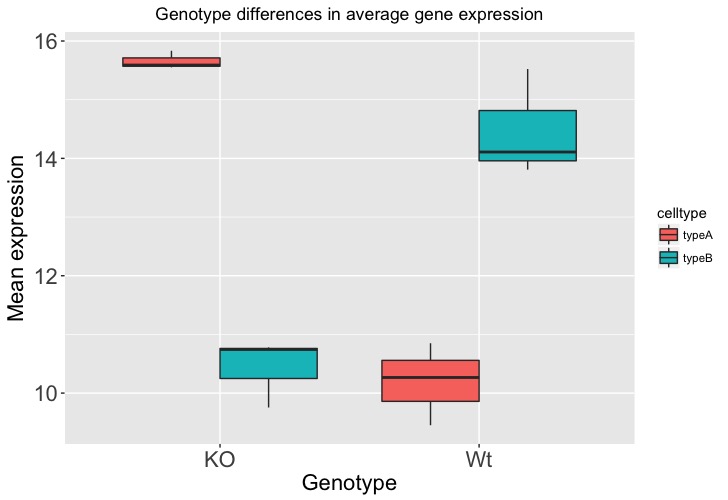 Genotype differences in average gene expression
Mean expression
16
14
12
10
KO
Wt
Genotype
celltype
typeA
typeB